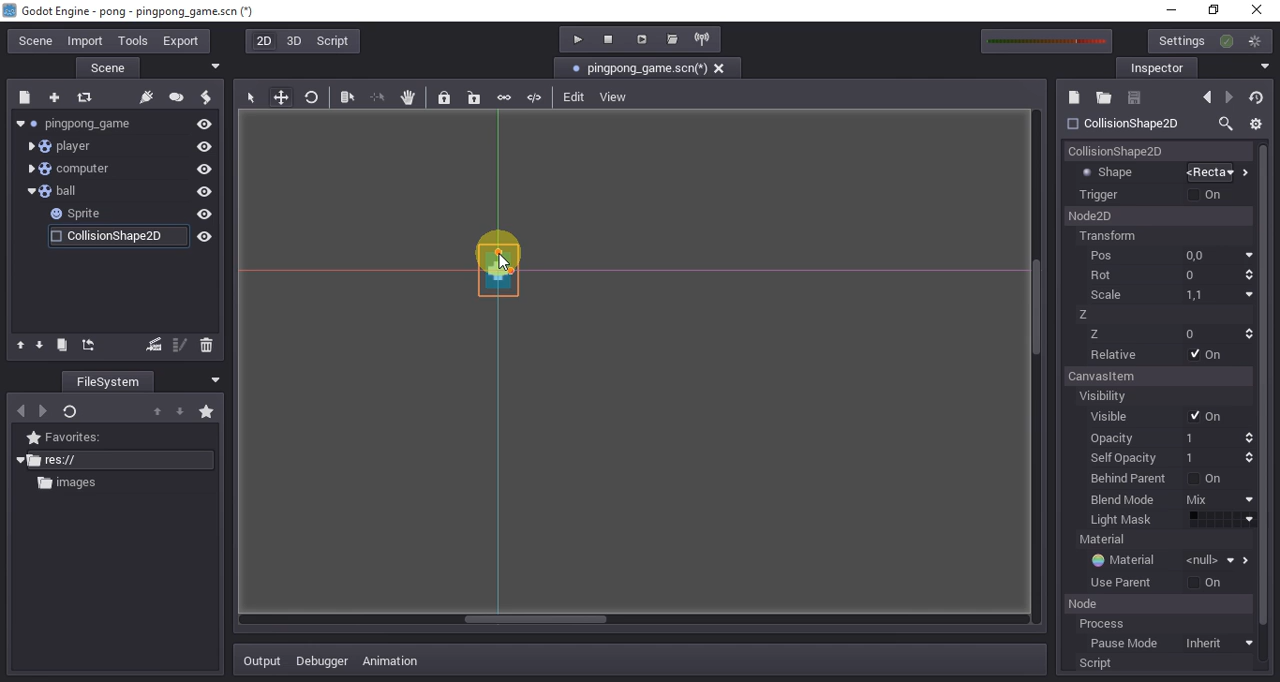 Godot Engine - pong - pingpong_game.scn (*)
Scene Import Tools Export 2D 3D Script Settings
Scene pingpong_game.scn(*) Inspector
Edit View
pingpong_game CollisionShape2D
player CollisionShape2D
computer Shape <Recta
ball Trigger On
Sprite Node2D
CollisionShape2D Transform
Pos 0,0
Rot 0
Scale 1,1
Z
Z 0
Relative On
FileSystem CanvasItem
Visibility
Visible On
Favorites: Opacity 1
res:// Self Opacity 1
images Behind Parent On
Blend Mode Mix
Light Mask
Material
Material <null>
Use Parent On
Node
Process
Pause Mode Inherit
Output Debugger Animation Script